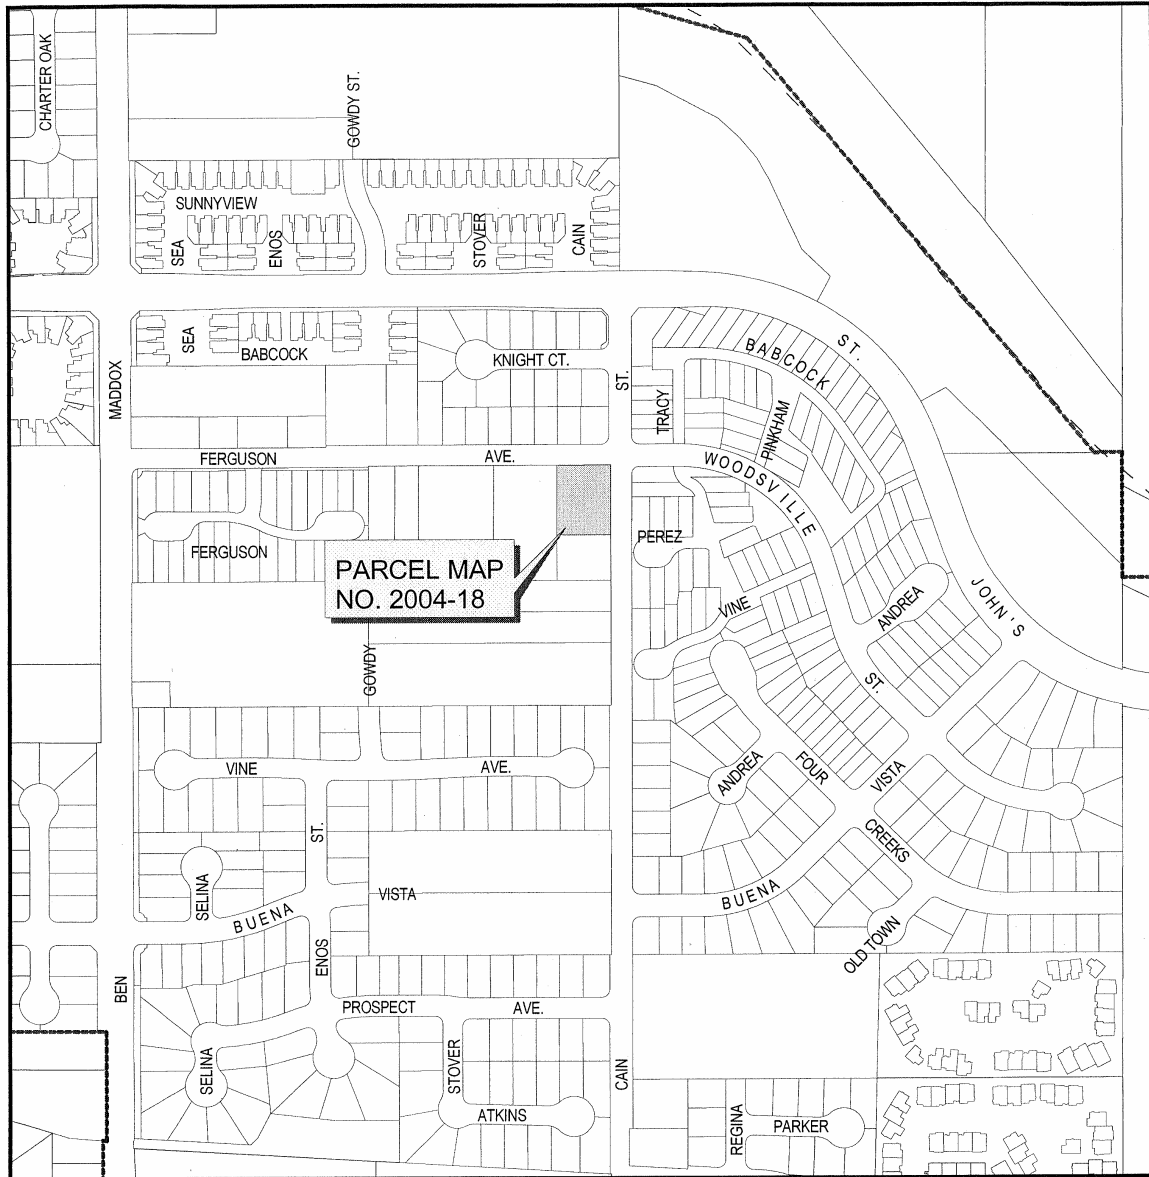 CHARTER OAK
GOWDY ST.
SUNNYVIEW
SEA
ENOS
STOVER
CAIN
SEA
BABCOCK
KNIGHT CT.
ST.
BABCOCK
ST.
MADDOX
TRACY
PINKHAM
FERGUSON
AVE.
WOODSVILLE
FERGUSON
PEREZ
PARCEL MAP
NO. 2004-18
VINE
ANDREA
JOHN'S
GOWDY
ST.
VINE
AVE.
ANDREA
FOUR
VISTA
ST.
CREEKS
SELINA
BUENA
VISTA
BUENA
OLD TOWN
ENOS
BEN
PROSPECT
AVE.
SELINA
STOVER
CAIN
ATKINS
REGINA
PARKER